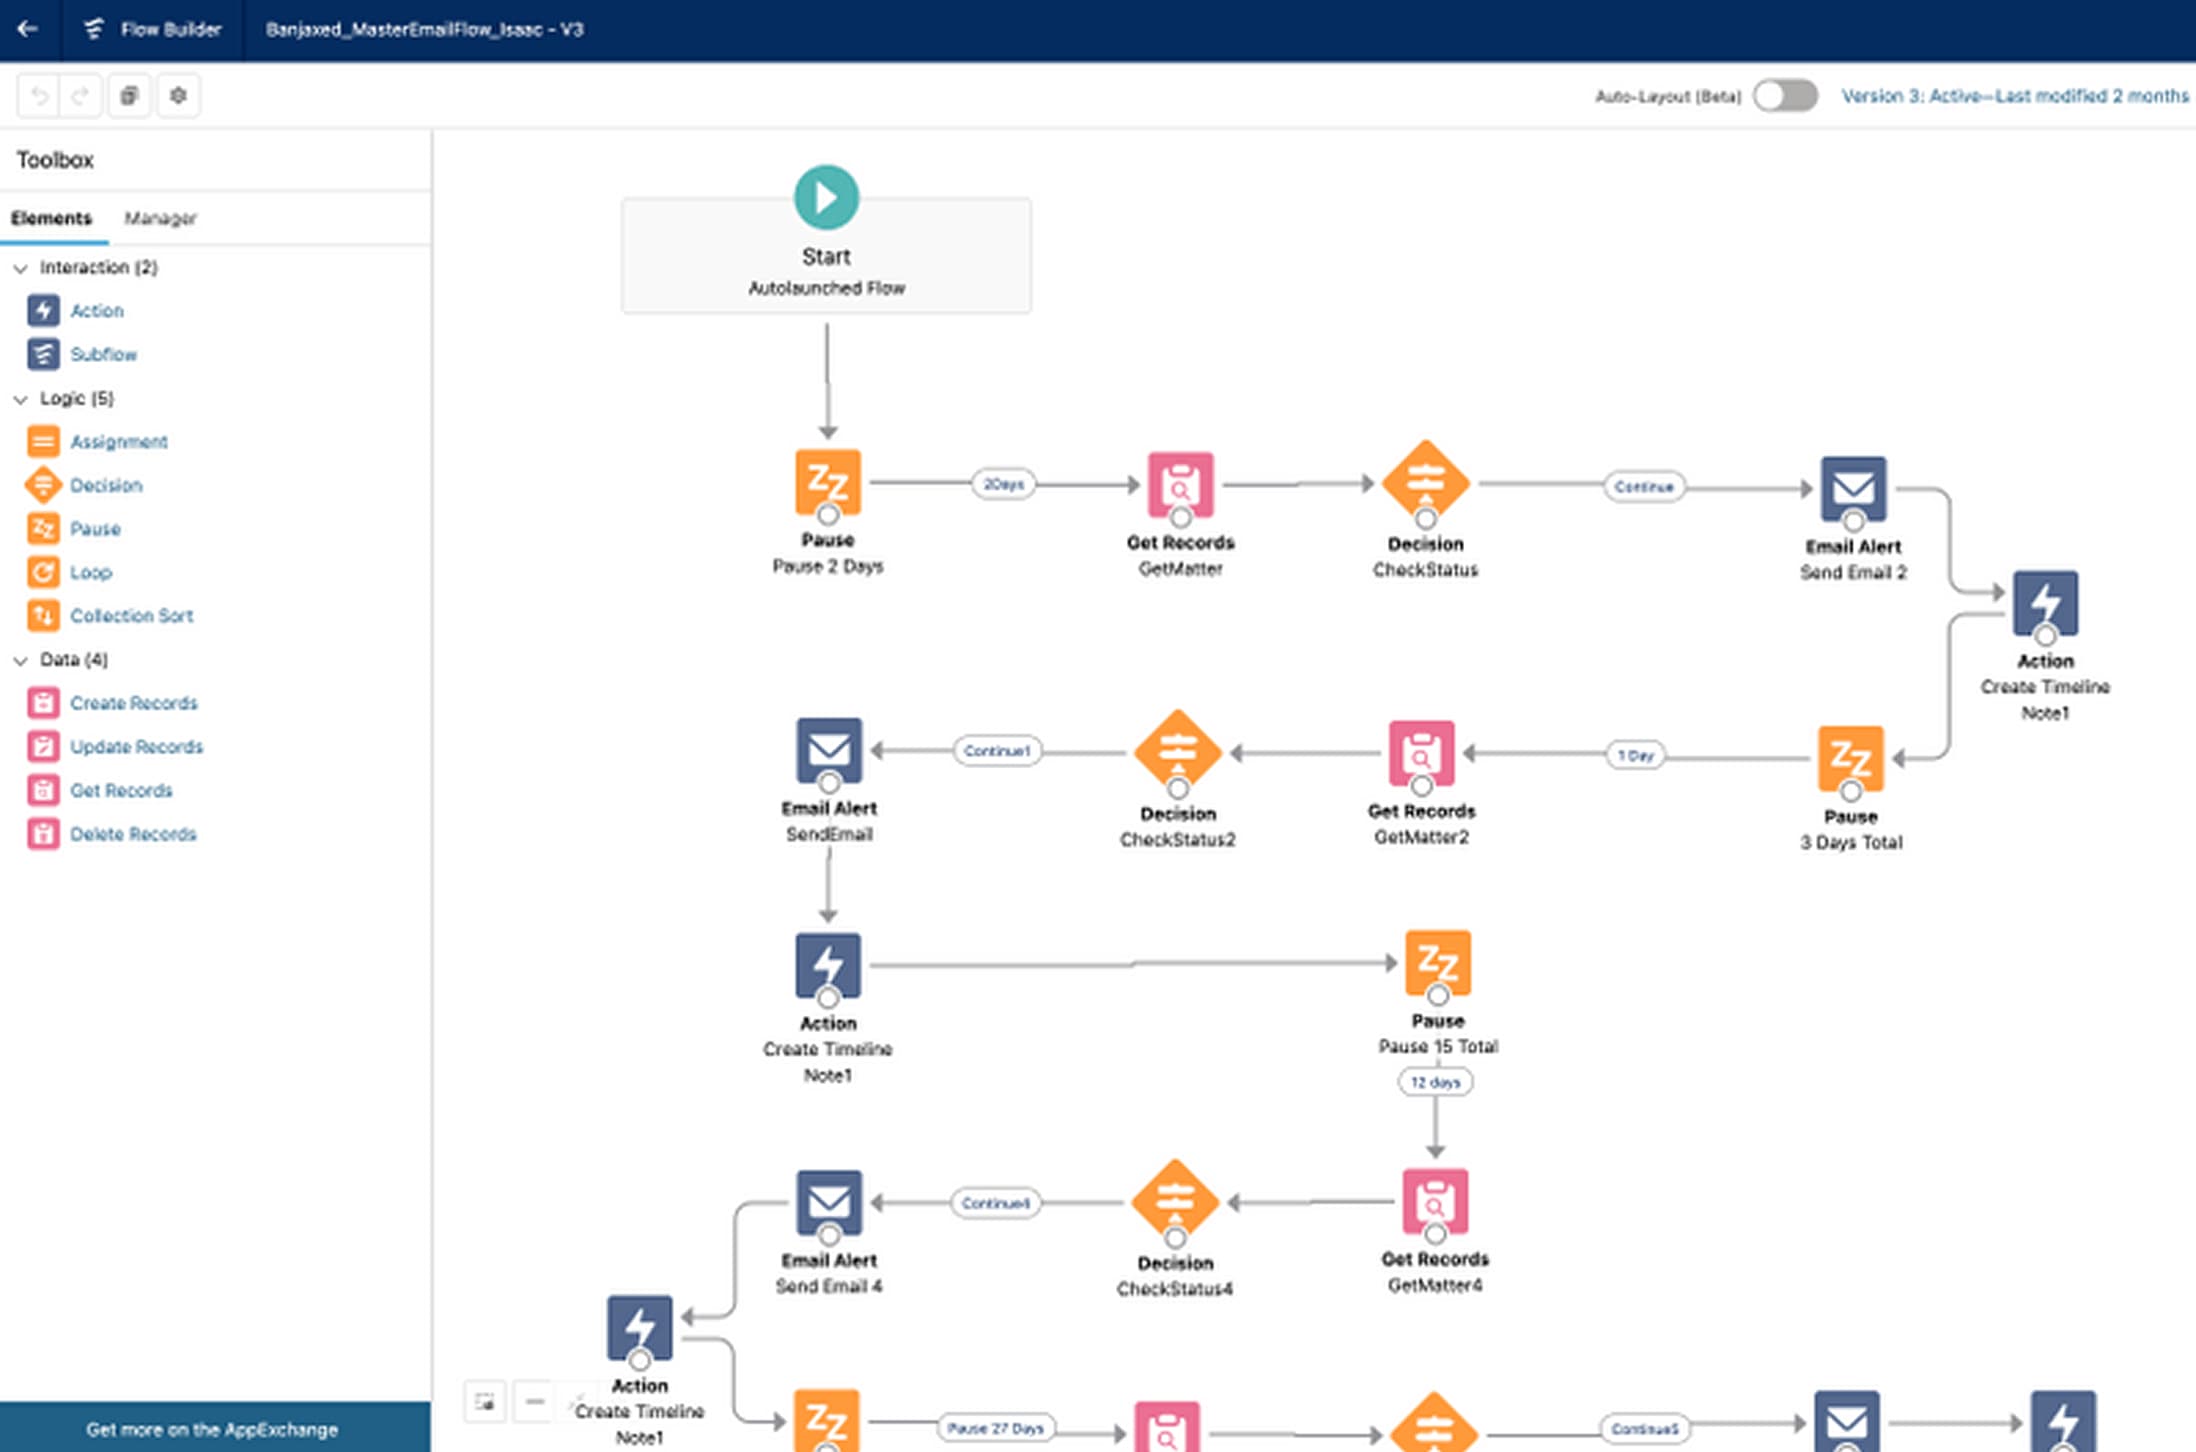 Flow Builder
Banjaxed_MasterEmailFlow_Isaac - V3
Auto-Layout (Beta)
Version 3: Active—Last modified 2 months
Toolbox
Elements
Manager
Interaction (2)
Action
Subflow
Logic (5)
Assignment
Decision
Pause
Loop
Collection Sort
Data (4)
Create Records
Update Records
Get Records
Delete Records
Get more on the AppExchange
Start
Autolaunched Flow
2Days
Continue
Pause
Pause 2 Days
Get Records
GetMatter
Decision
CheckStatus
Email Alert
Send Email 2
Action
Create Timeline
Note1
Continue1
1 Day
Email Alert
SendEmail
Decision
CheckStatus2
Get Records
GetMatter2
Pause
3 Days Total
Action
Create Timeline
Note1
Pause
Pause 15 Total
12 days
Continue4
Email Alert
Send Email 4
Decision
CheckStatus4
Get Records
GetMatter4
Action
Create Timeline
Note1
Pause 27 Days
Continue5